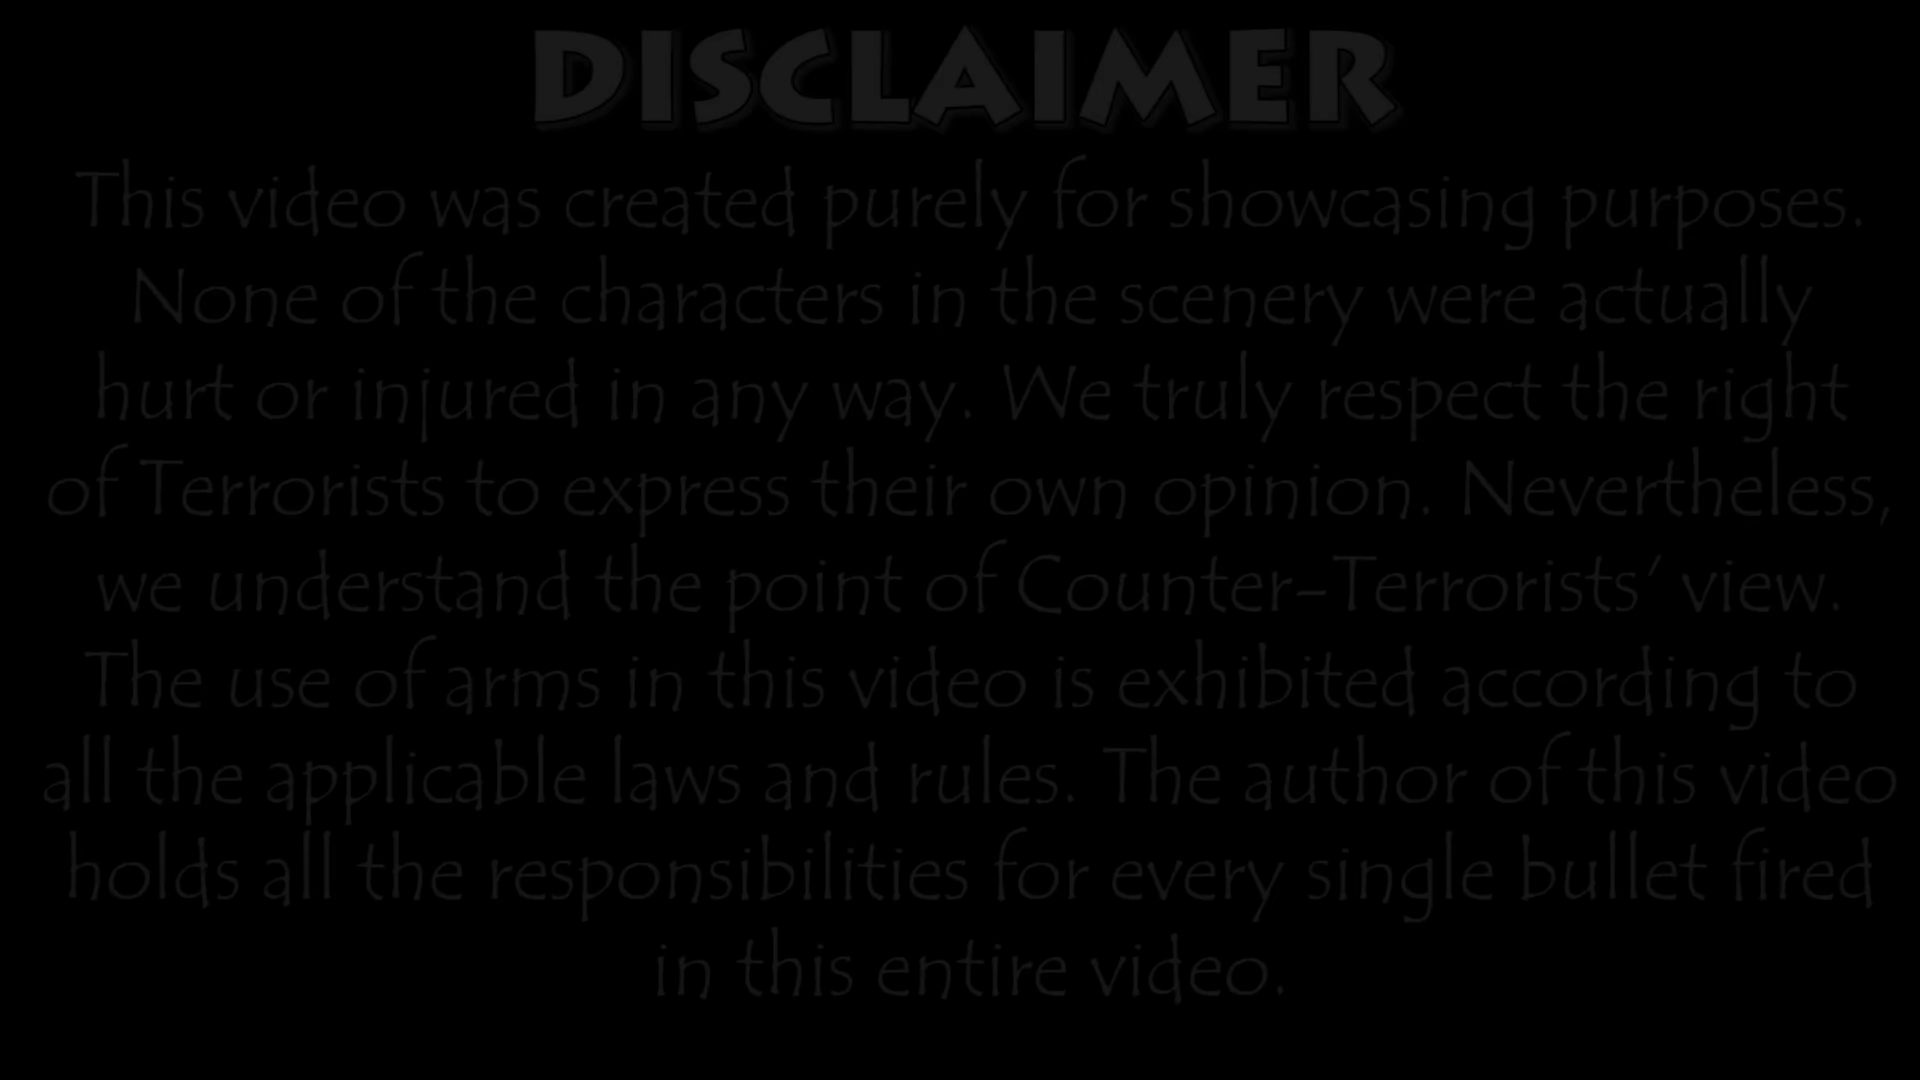 DISCLAIMER
This video was created purely for showcasing purposes.
None of the characters in the scenery were actually
hurt or injured in any way. We truly respect the right
of Terrorists to express their own opinion. Nevertheless,
we understand the point of Counter-Terrorists' view.
The use of arms in this video is exhibited according to
all the applicable laws and rules. The author of this video
holds all the responsibilities for every single bullet fired
in this entire video.